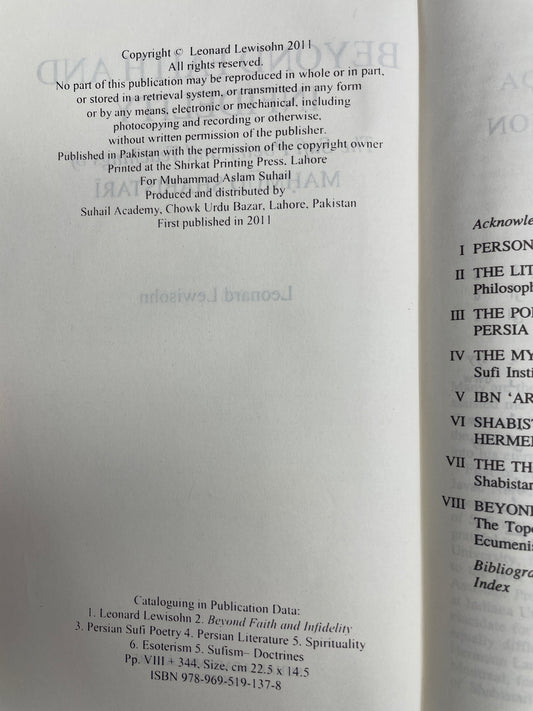 Copyright © Leonard Lewisohn 2011
All rights reserved.
No part of this publication may be reproduced in whole or in part,
or stored in a retrieval system, or transmitted in any form
or by any means, electronic or mechanical, including
photocopying and recording or otherwise,
without written permission of the publisher.
Published in Pakistan with the permission of the copyright owner
Printed at the Shirkat Printing Press, Lahore
For Muhammad Aslam Suhail
Produced and distributed by
Suhail Academy, Chowk Urdu Bazar, Lahore, Pakistan
First published in 2011
Cataloguing in Publication Data:
1. Leonard Lewisohn 2. Beyond Faith and Infidelity
3. Persian Sufi Poetry 4. Persian Literature 5. Spirituality
6. Esoterism 5. Sufism– Doctrines
Pp. VIII + 344, Size, cm 22.5 x 14.5
ISBN 978-969-519-137-8
Acknowle
I PERSON
II THE LIT
Philosoph
III THE PO
PERSIA
IV THE MY
Sufi Insti
V IBN ‘AR
VI SHABIST
HERME
VII THE TH
Shabistar
VIII BEYON
The Top
Ecumenis
Bibliogra
Index